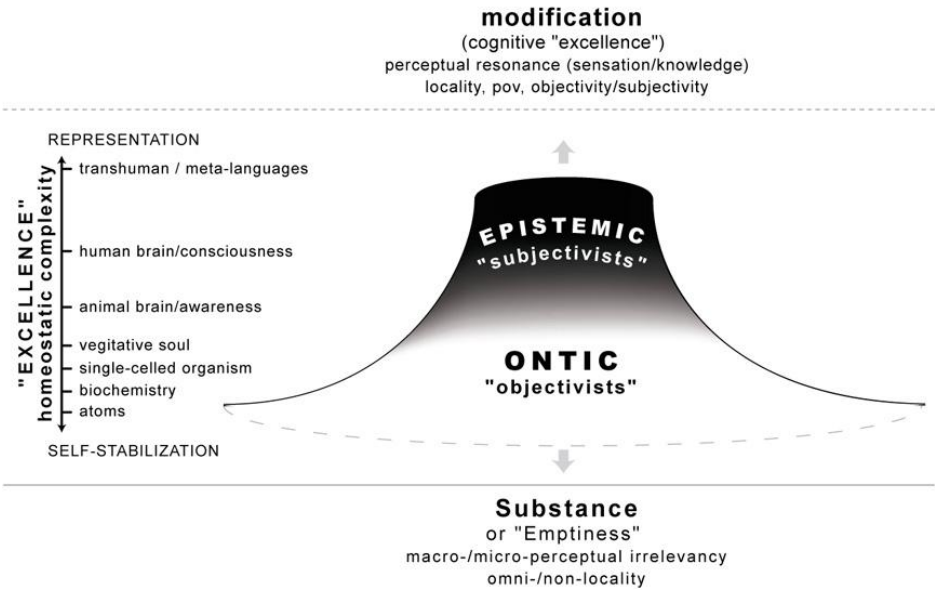 modification
(cognitive "excellence")
perceptual resonance (sensation/knowledge)
locality, pov, objectivity/subjectivity
REPRESENTATION
"EXCELLENCE"
homeostatic complexity
transhuman / meta-languages
human brain/consciousness
animal brain/awareness
vegitative soul
single-celled organism
biochemistry
atoms
SELF-STABILIZATION
EPISTEMIC
"subjectivists"
ONTIC
"objectivists"
Substance
or "Emptiness"
macro-/micro-perceptual irrelevancy
omni-/non-locality